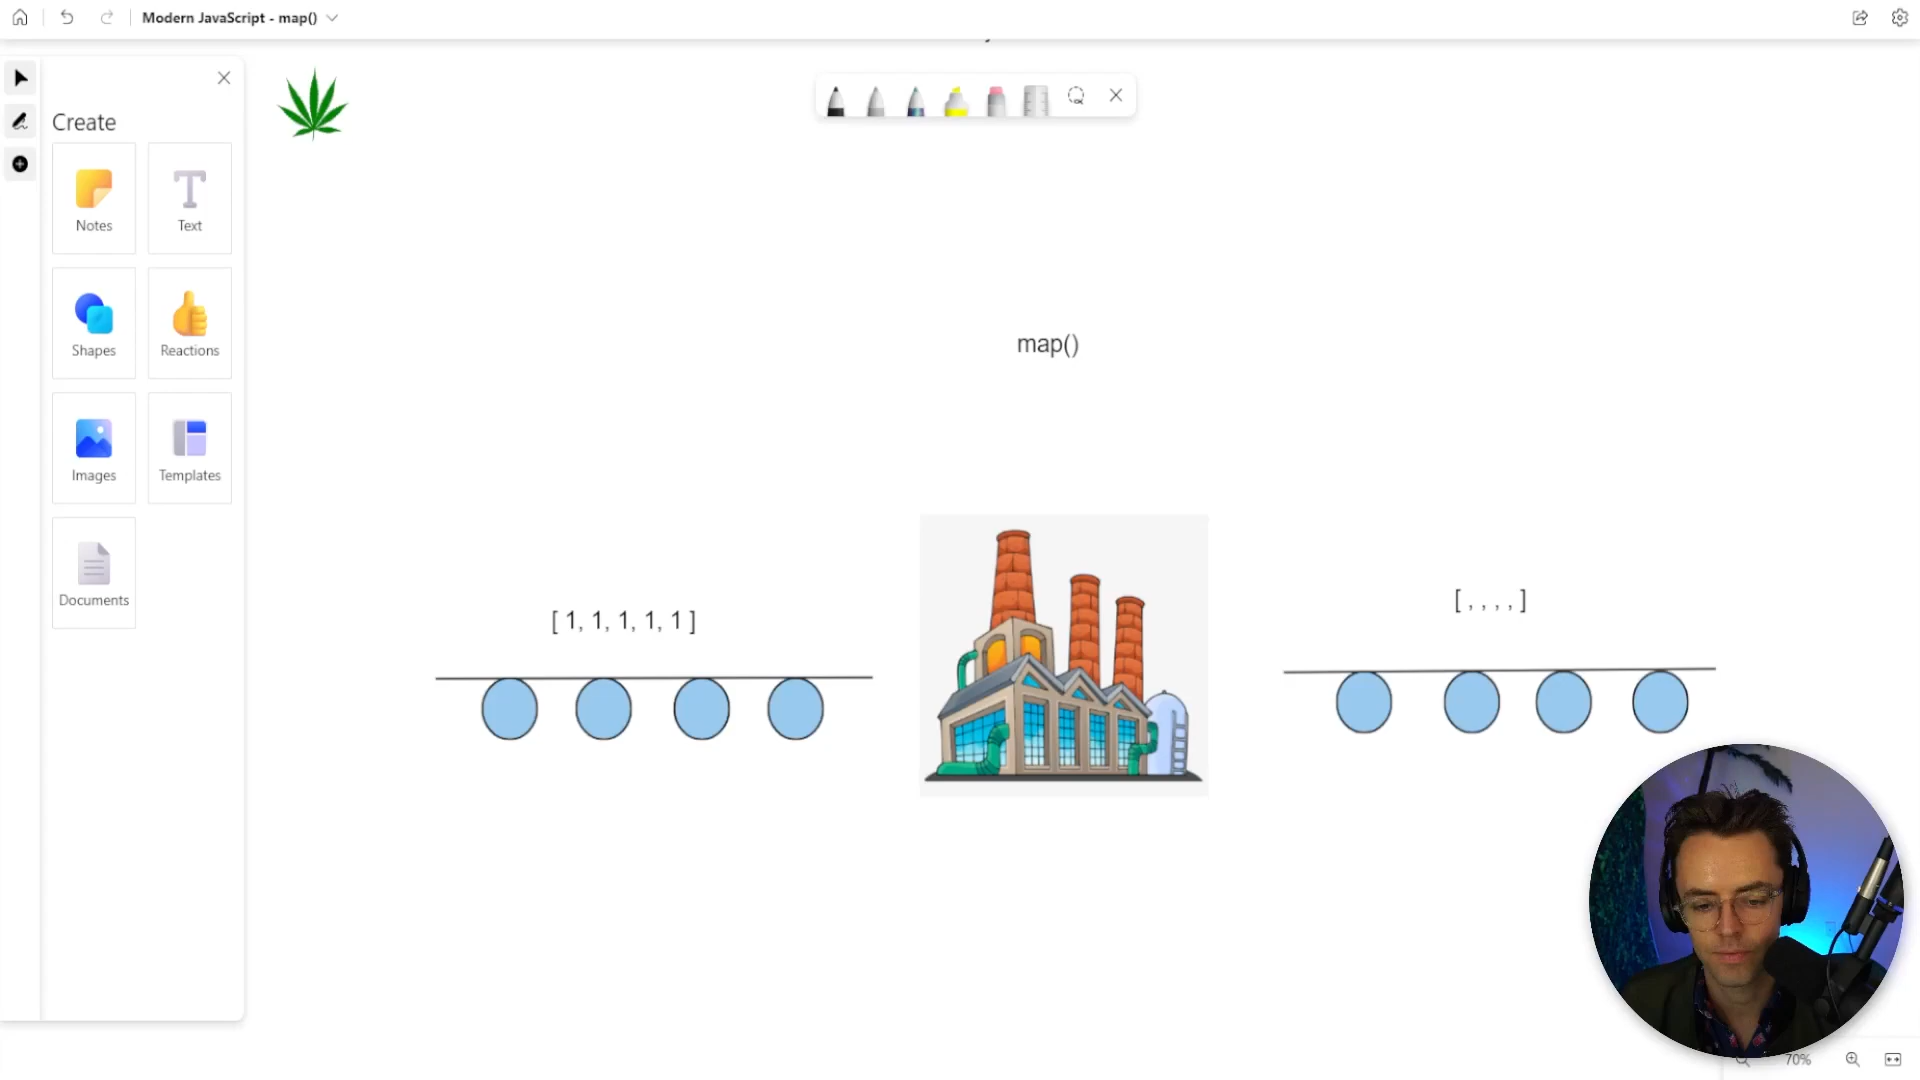 Modern JavaScript - map()
Create
Notes
Text
Shapes
Reactions
Images
Templates
Documents
map()
[ 1, 1, 1, 1, 1 ]
[ , , , , ]
70%